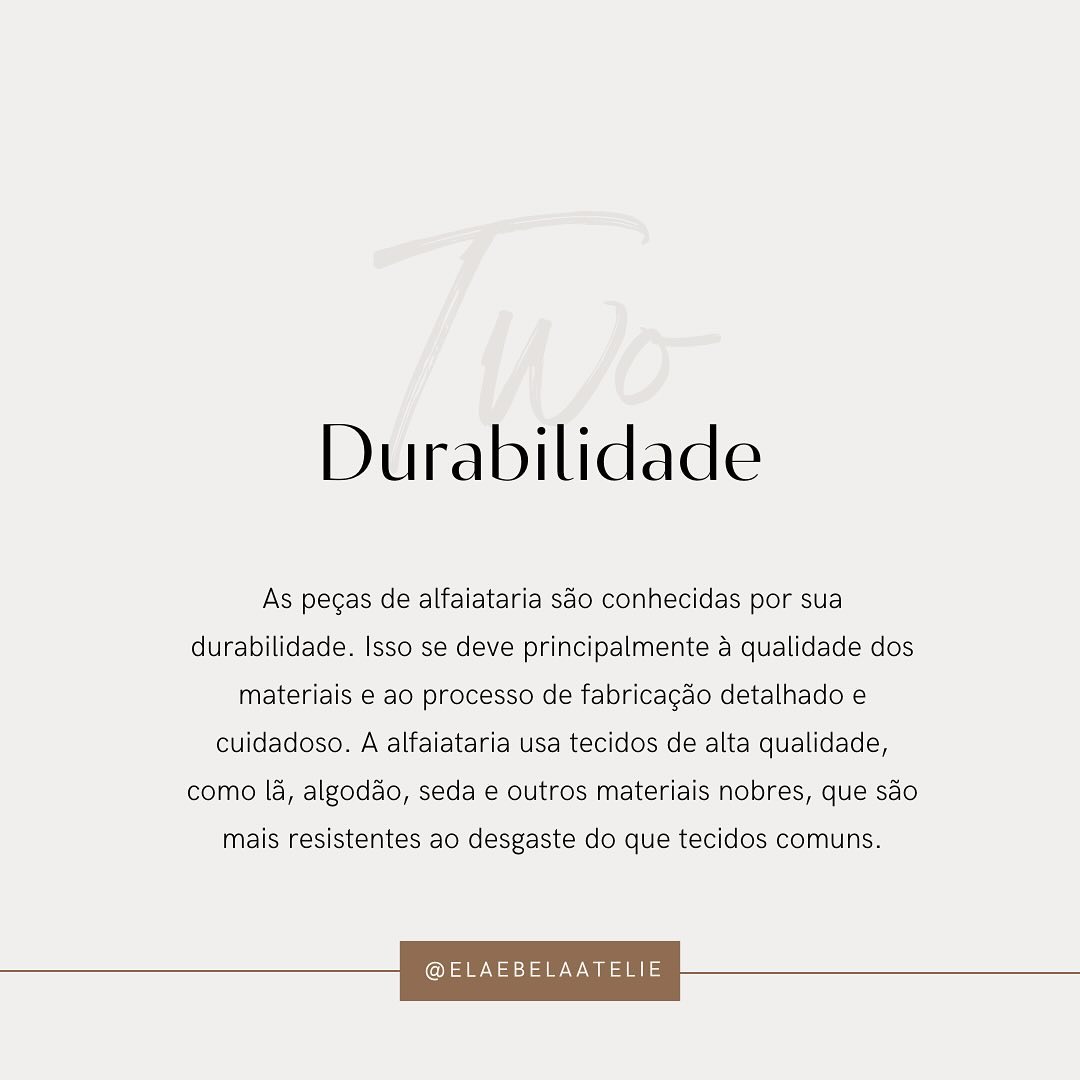 Two
Durabilidade
As peças de alfaiataria são conhecidas por sua
durabilidade. Isso se deve principalmente à qualidade dos
materiais e ao processo de fabricação detalhado e
cuidadoso. A alfaiataria usa tecidos de alta qualidade,
como lã, algodão, seda e outros materiais nobres, que são
mais resistentes ao desgaste do que tecidos comuns.
@ELAEBELAATELIE